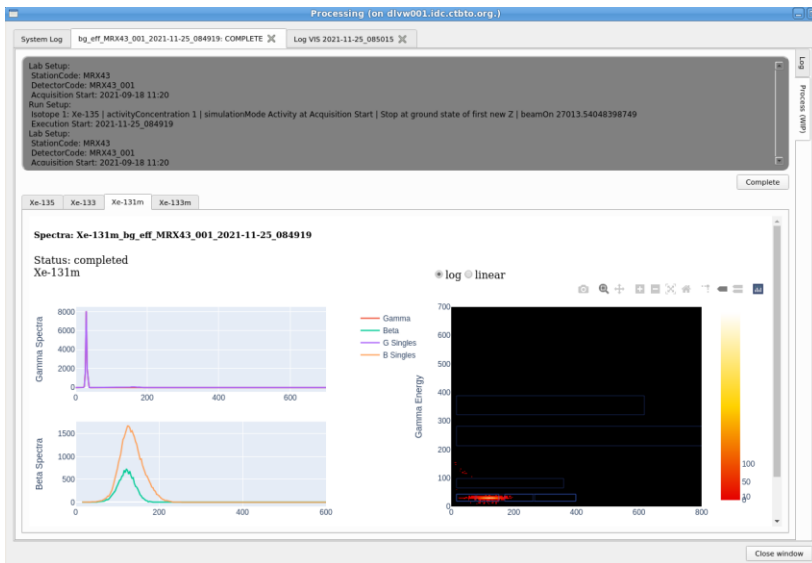 Processing (on dlvw001.idc.ctbto.org.)
System Log
bg_eff_MRX43_001_2021-11-25_084919: COMPLETE
Log VIS 2021-11-25_085015
Lab Setup:
StationCode: MRX43
DetectorCode: MRX43_001
Acquisition Start: 2021-09-18 11:20
Run Setup:
Isotope 1: Xe-135 | activityConcentration 1 | simulationMode Activity at Acquisition Start | Stop at ground state of first new Z | beamOn 27013.54048398749
Execution Start: 2021-11-25_084919
Lab Setup:
StationCode: MRX43
DetectorCode: MRX43_001
Acquisition Start: 2021-09-18 11:20
Log
Process (WIP)
Complete
Xe-135
Xe-133
Xe-131m
Xe-133m
Spectra: Xe-131m_bg_eff_MRX43_001_2021-11-25_084919
Status: completed
Xe-131m
log linear
Gamma Spectra
8000
6000
4000
2000
0
0 200 400 600
Gamma
Beta
G Singles
B Singles
Beta Spectra
1500
1000
500
0
0 200 400 600
Gamma Energy
700
600
500
400
300
200
100
0
0 200 400 600 800
100
50
10
0
Close window